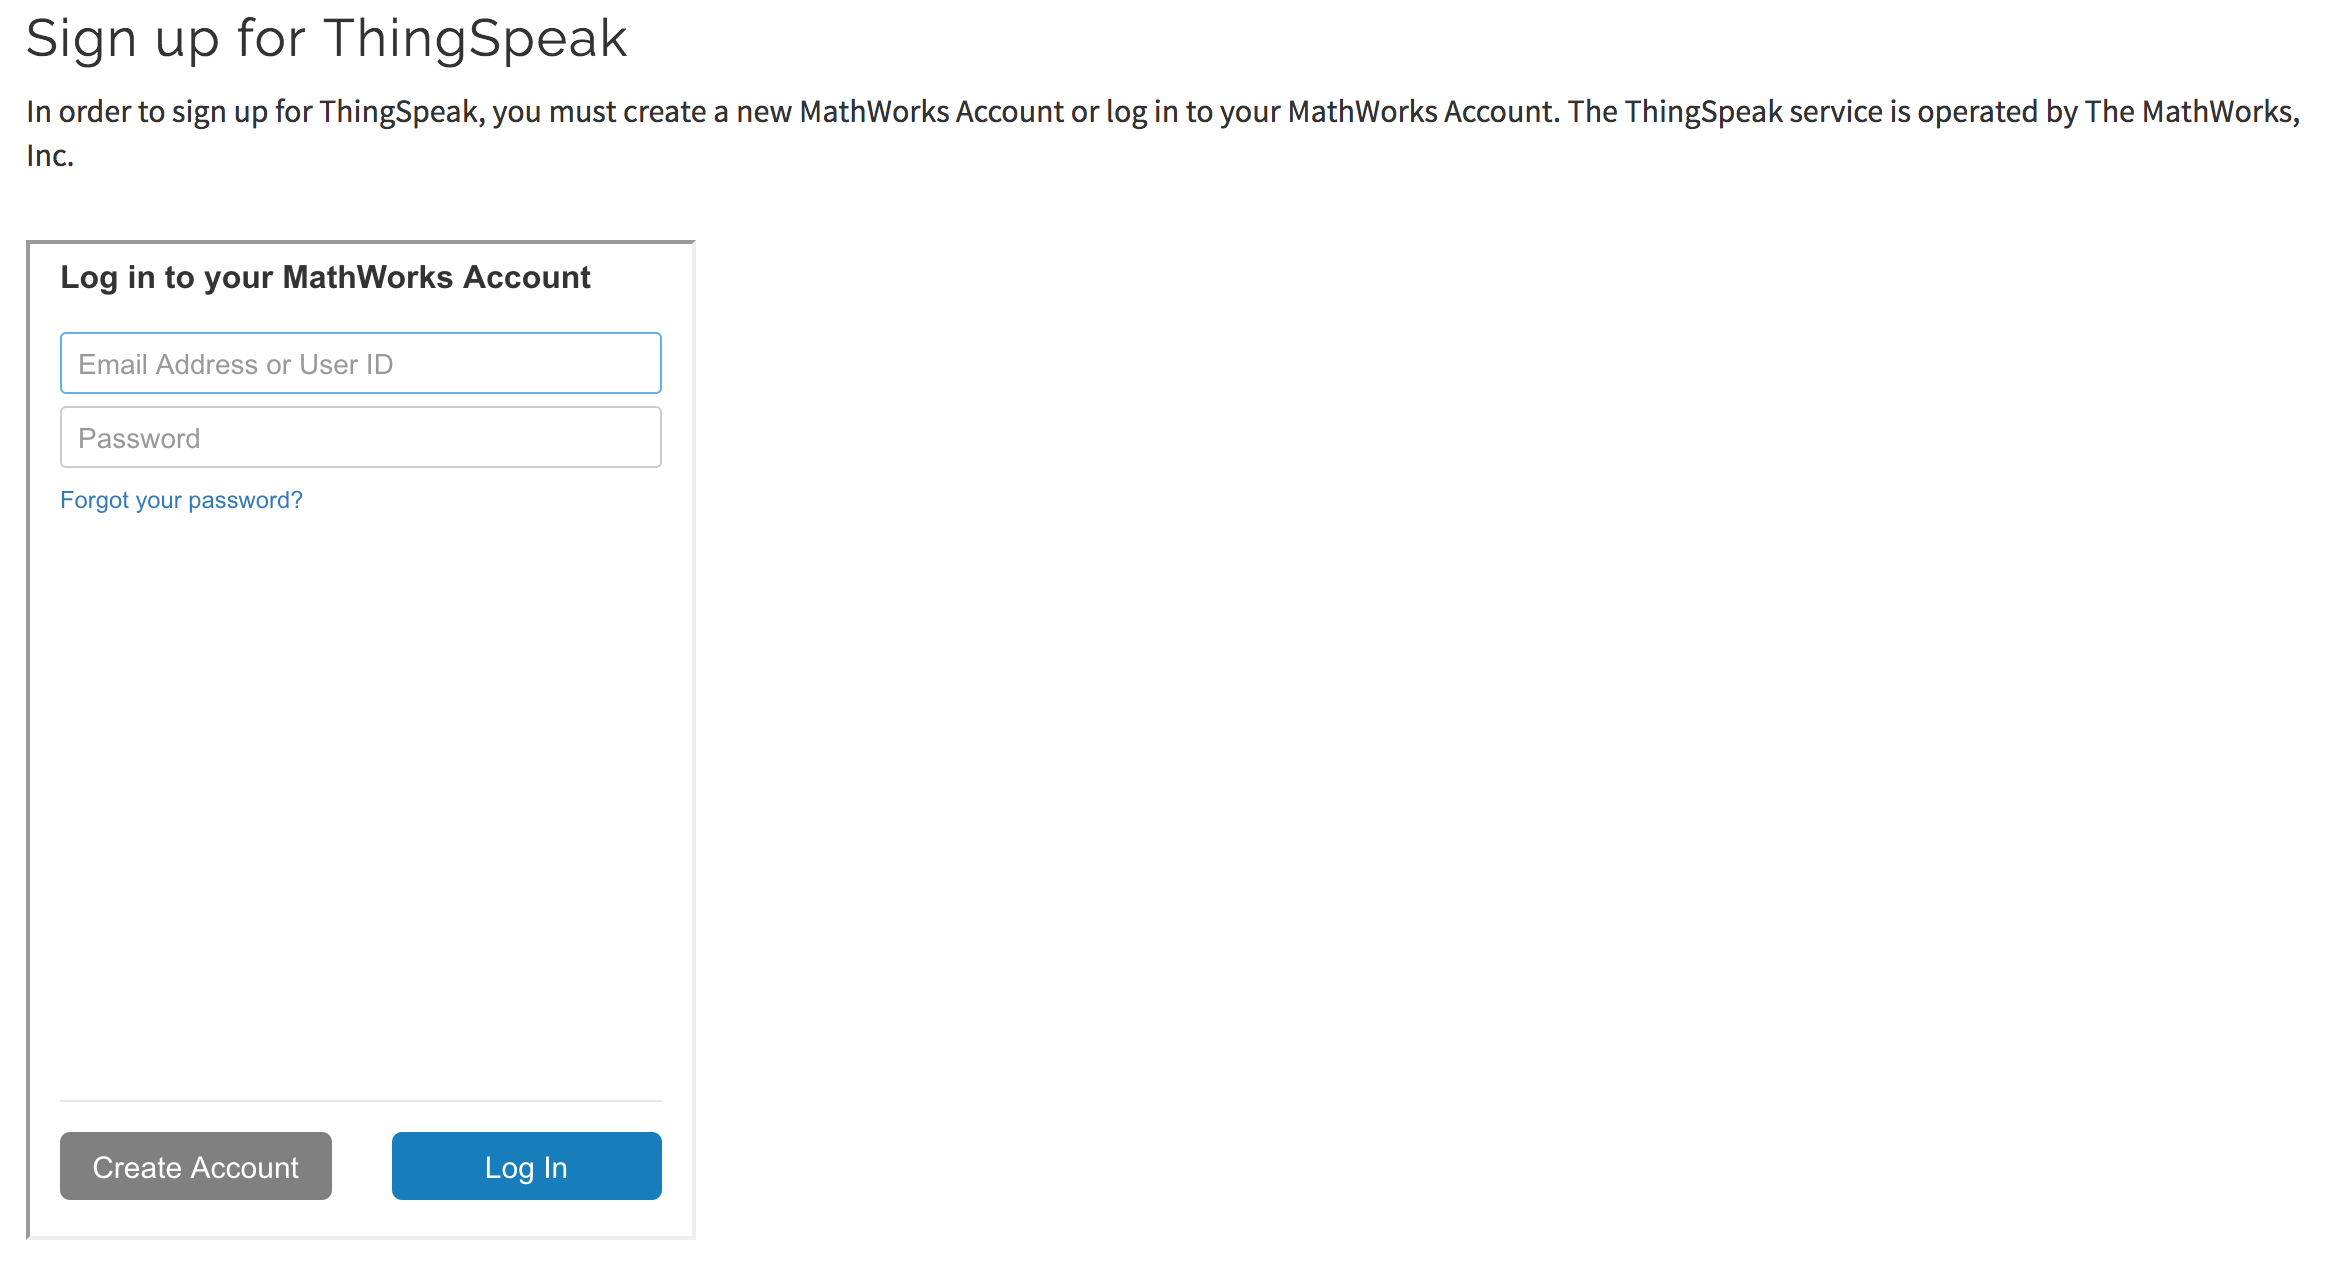 Sign up for ThingSpeak
In order to sign up for ThingSpeak, you must create a new MathWorks Account or log in to your MathWorks Account. The ThingSpeak service is operated by The MathWorks,
Inc.
Log in to your MathWorks Account
Email Address or User ID
Password
Forgot your password?
Create Account
Log In